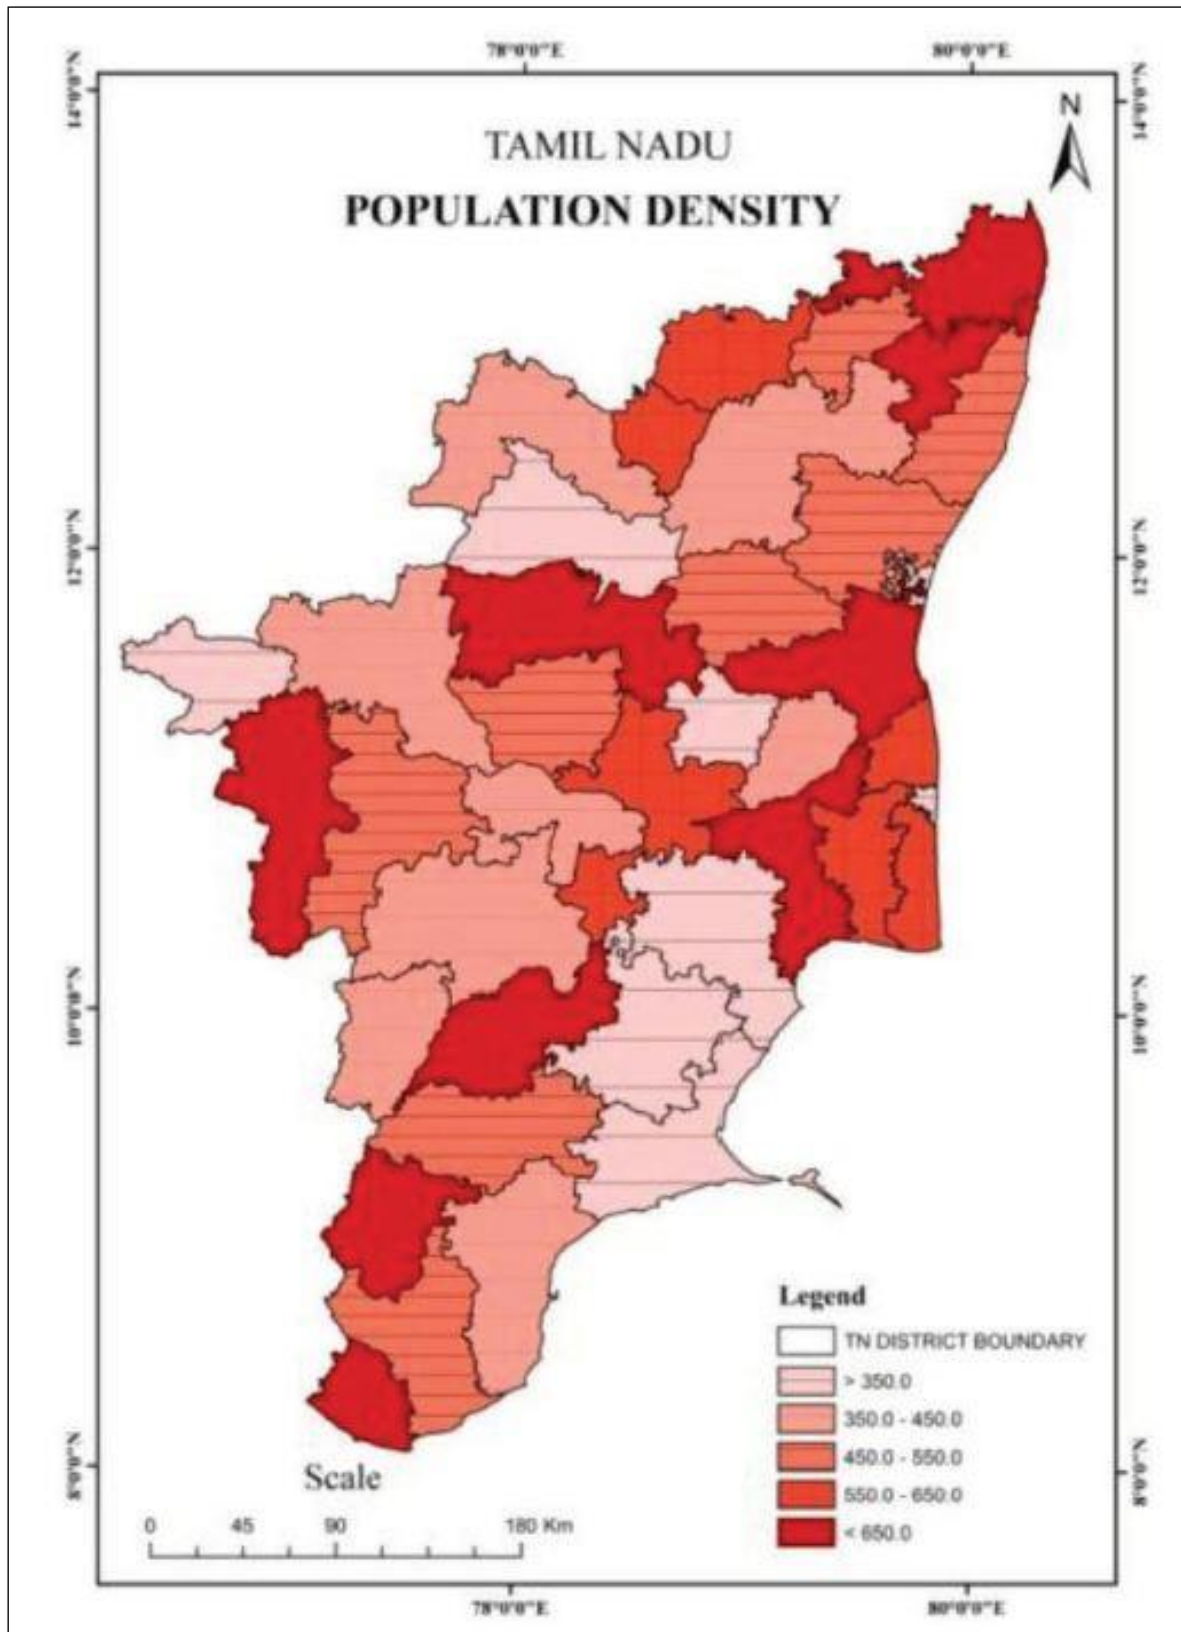 78°0'0"E 80°0'0"E
14°0'0"N
14°0'0"N
N
TAMIL NADU
POPULATION DENSITY
12°0'0"N
12°0'0"N
10°0'0"N
10°0'0"N
Legend
TN DISTRICT BOUNDARY
> 350.0
350.0 - 450.0
450.0 - 550.0
550.0 - 650.0
< 650.0
8°0'0"N
8°0'0"N
Scale
0 45 90 180 Km
78°0'0"E 80°0'0"E